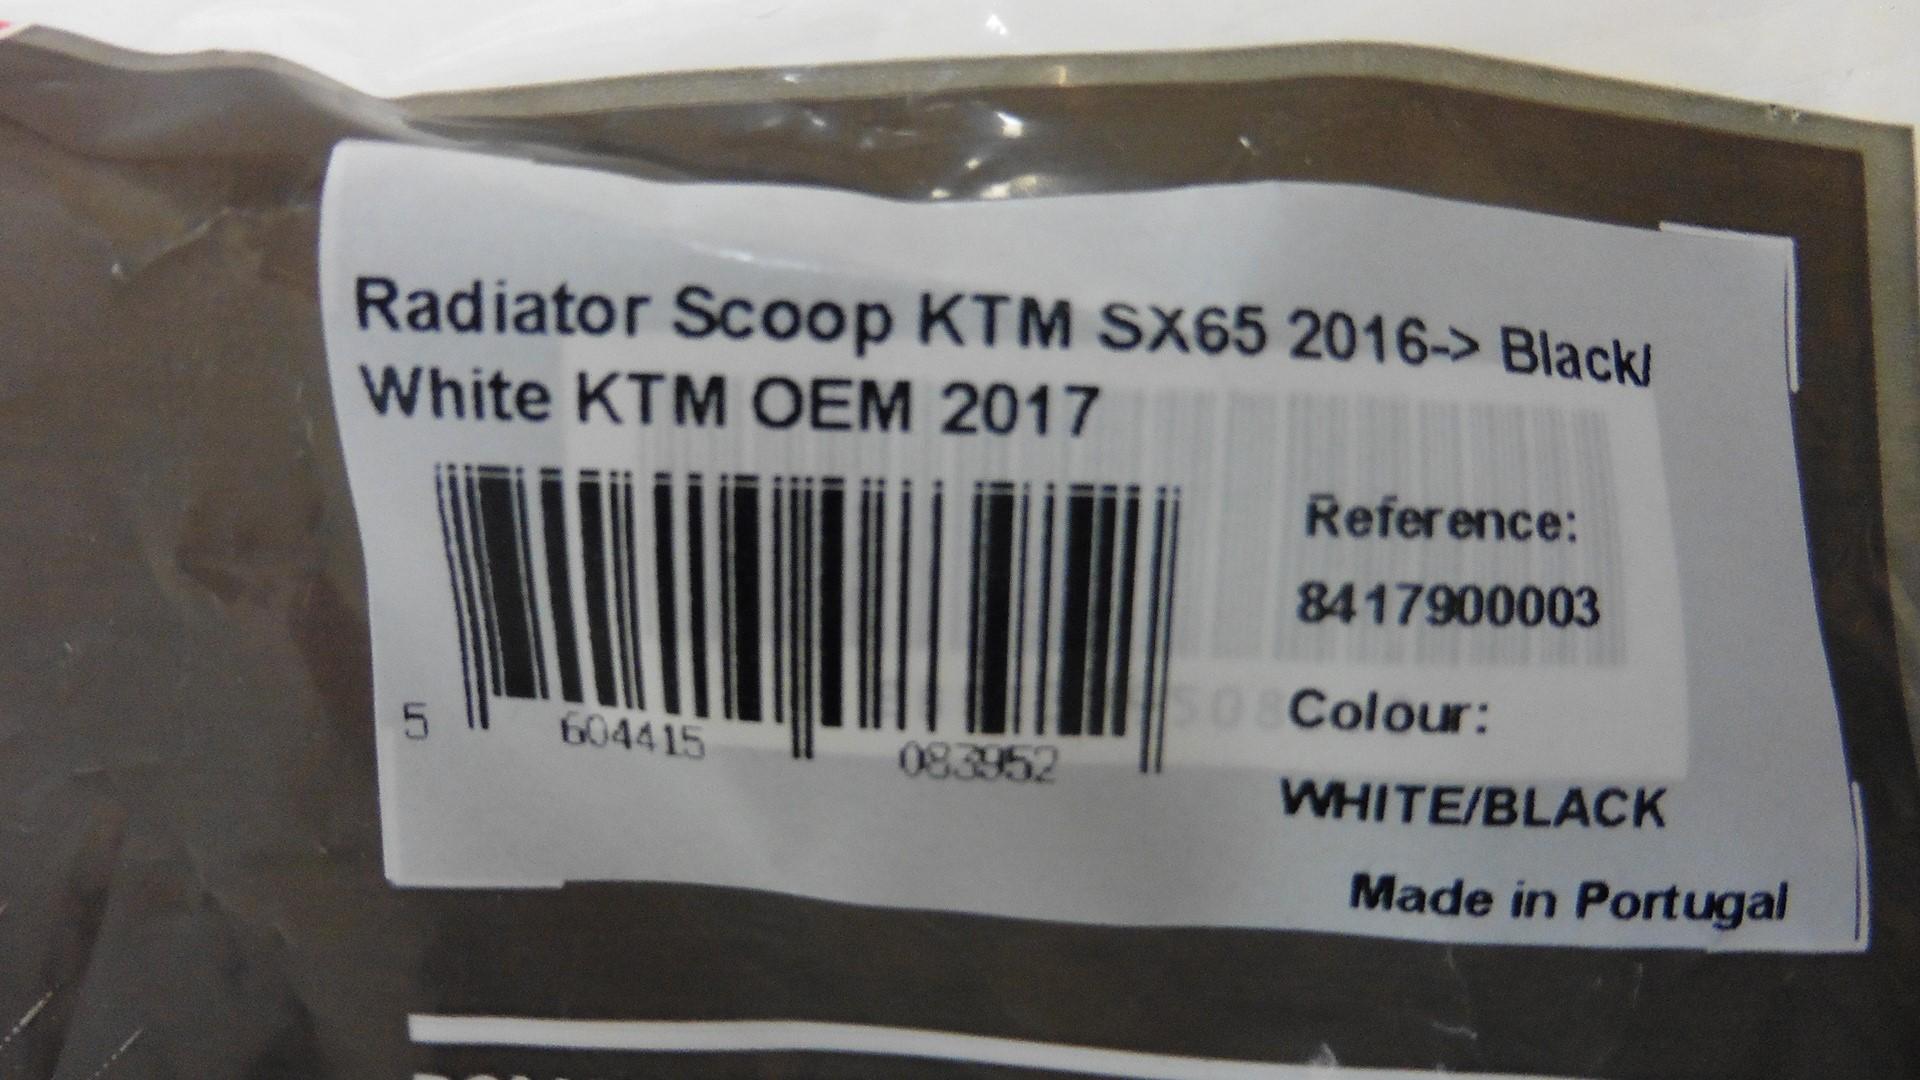 Radiator Scoop KTM SX65 2016-> Black/
White KTM OEM 2017
Reference:
8417900003
Colour:
5 604415 083952
WHITE/BLACK
Made in Portugal